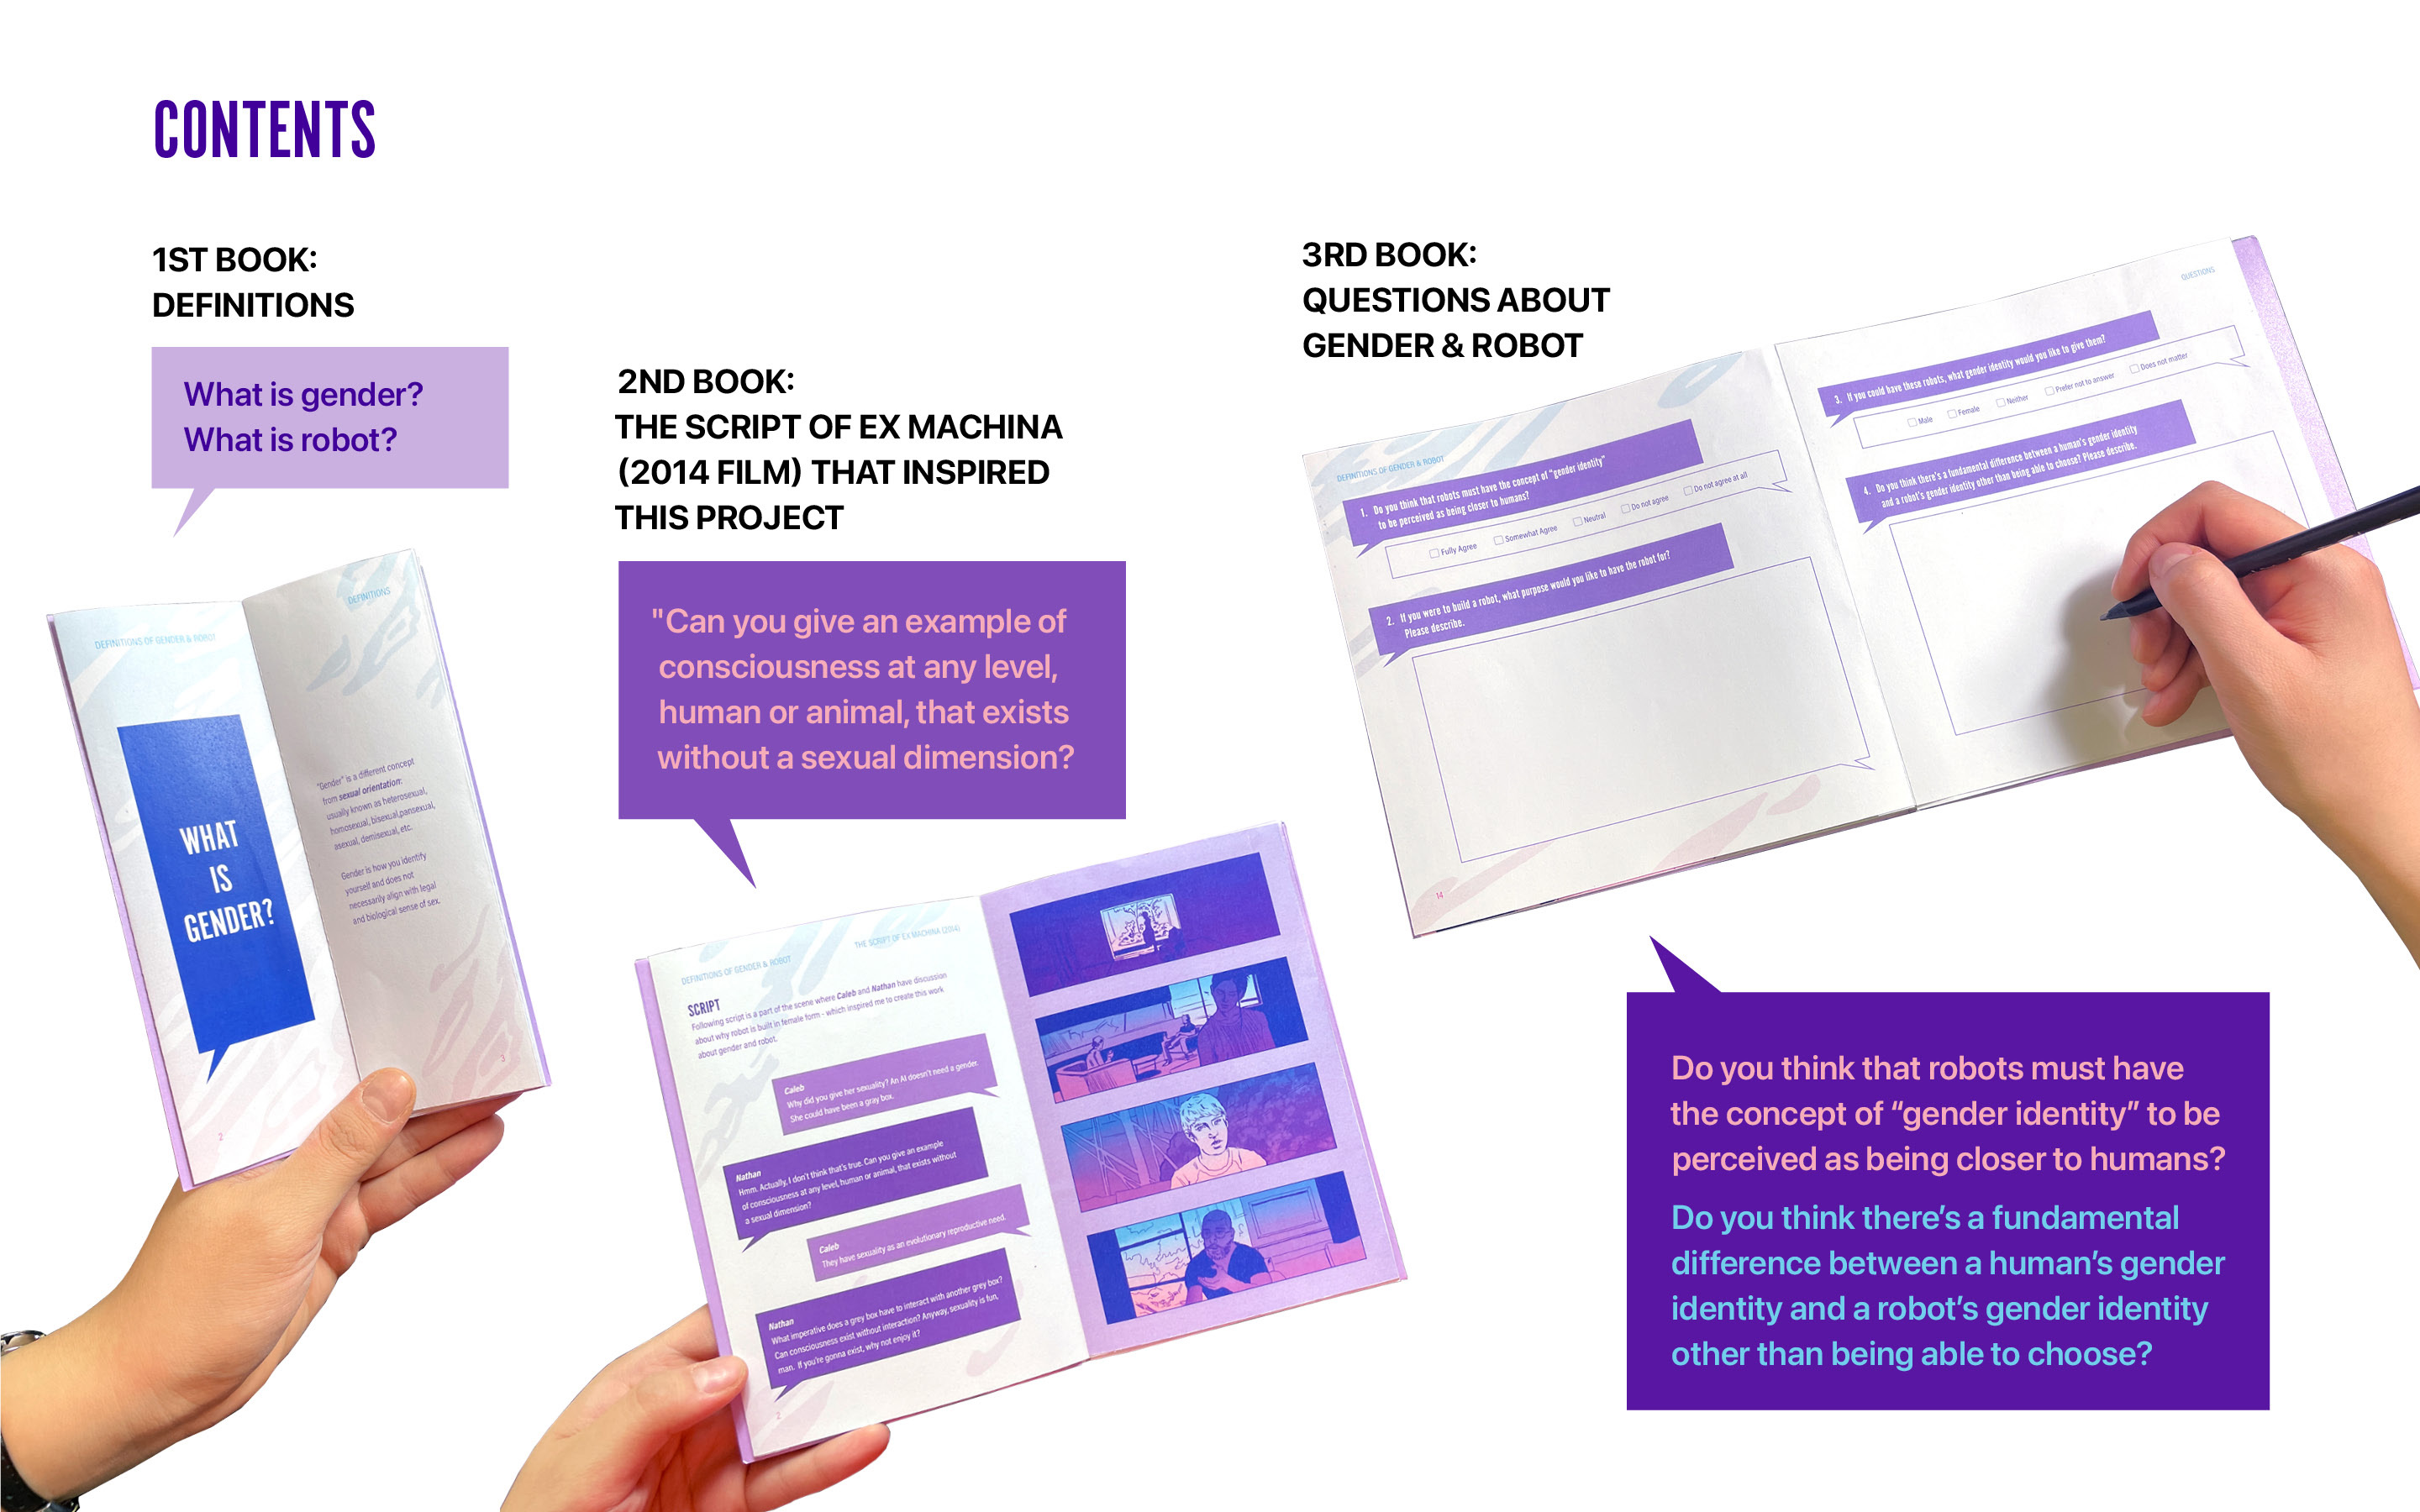 CONTENTS
1ST BOOK:
DEFINITIONS
What is gender?
What is robot?
DEFINITIONS OF GENDER & ROBOT
WHAT
IS
GENDER?
2
DEFINITIONS
"Gender" is a different concept
from sexual orientation:
usually known as heterosexual,
homosexual, bisexual,pansexual,
asexual, demisexual, etc.
Gender is how you identify
yourself and does not
necessarily align with legal
and biological sense of sex.
3
2ND BOOK:
THE SCRIPT OF EX MACHINA
(2014 FILM) THAT INSPIRED
THIS PROJECT
"Can you give an example of
consciousness at any level,
human or animal, that exists
without a sexual dimension?
DEFINITIONS OF GENDER & ROBOT
THE SCRIPT OF EX MACHINA (2014)
SCRIPT
Following script is a part of the scene where Caleb and Nathan have discussion
about why robot is built in female form - which inspired me to create this work
about gender and robot.
Caleb
Why did you give her sexuality? An AI doesn't need a gender.
She could have been a gray box.
Nathan
Hmm. Actually, I don't think that's true. Can you give an example
of consciousness at any level, human or animal, that exists without
a sexual dimension?
Caleb
They have sexuality as an evolutionary reproductive need.
Nathan
What imperative does a grey box have to interact with another grey box?
Can consciousness exist without interaction? Anyway, sexuality is fun,
man. If you're gonna exist, why not enjoy it?
2
3RD BOOK:
QUESTIONS ABOUT
GENDER & ROBOT
DEFINITIONS OF GENDER & ROBOT
1. Do you think that robots must have the concept of "gender identity"
to be perceived as being closer to humans?
Fully Agree Somewhat Agree Neutral Do not agree Do not agree at all
2. If you were to build a robot, what purpose would you like to have the robot for?
Please describe.
14
QUESTIONS
3. If you could have these robots, what gender identity would you like to give them?
Male Female Neither Prefer not to answer Does not matter
4. Do you think there's a fundamental difference between a human's gender identity
and a robot's gender identity other than being able to choose? Please describe.
Do you think that robots must have
the concept of “gender identity” to be
perceived as being closer to humans?
Do you think there’s a fundamental
difference between a human’s gender
identity and a robot’s gender identity
other than being able to choose?